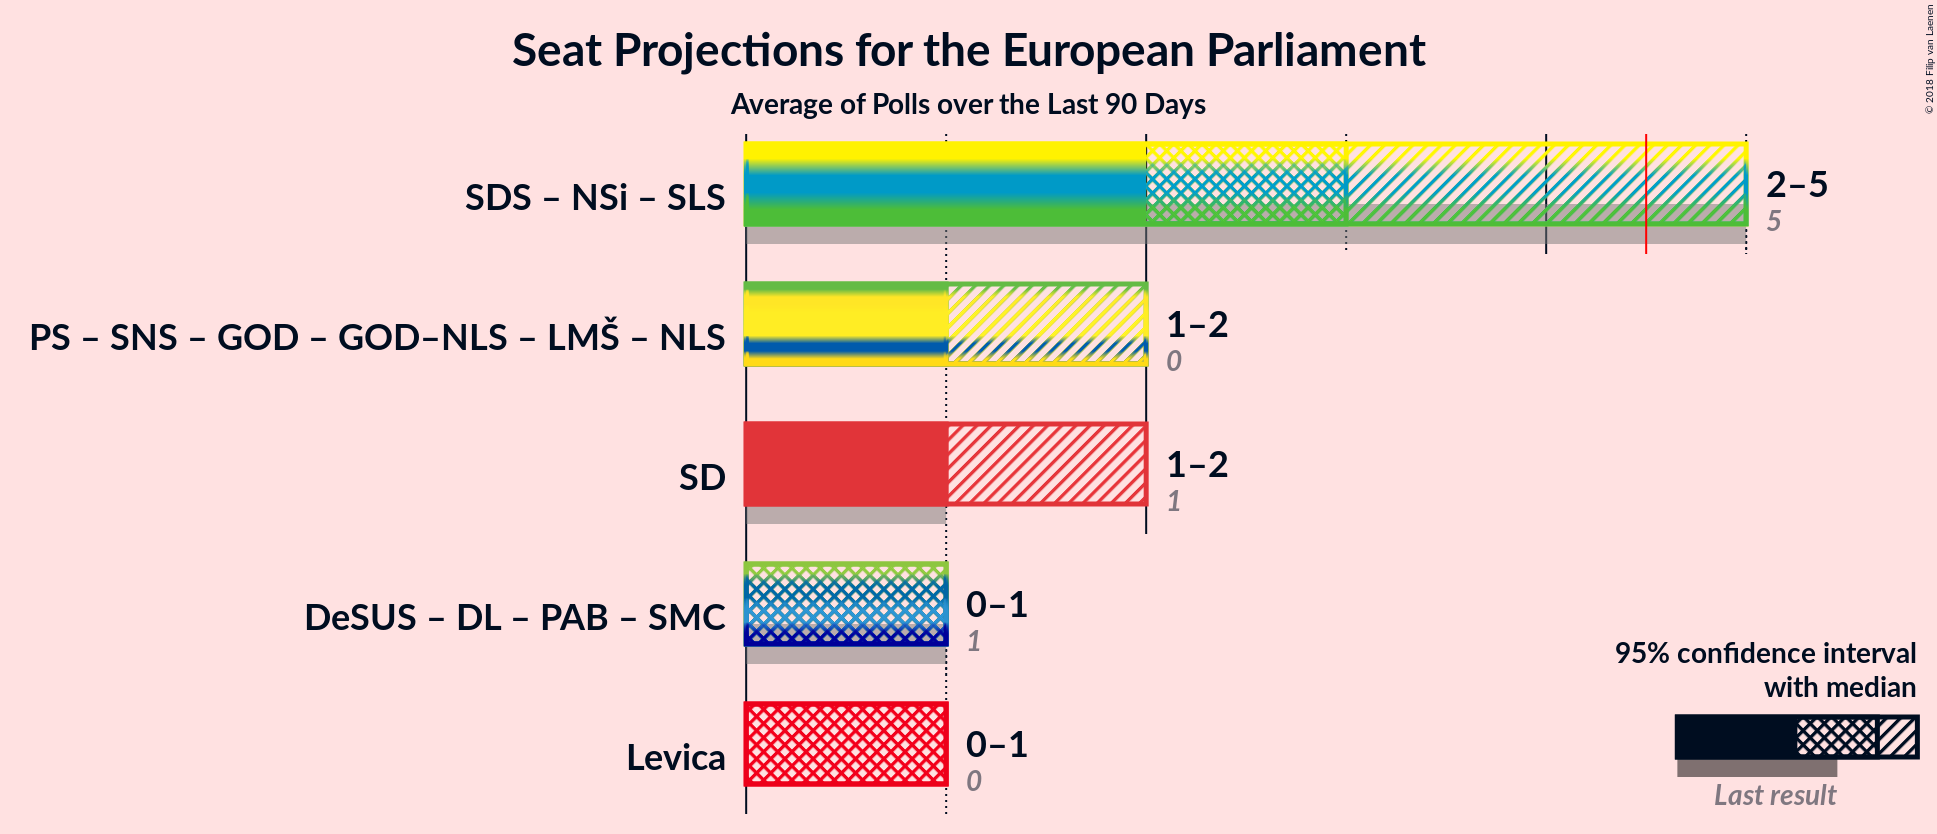 Seat Projections for the European Parliament
Average of Polls over the Last 90 Days
© 2018 Filip van Laenen
SDS – NSi – SLS
2–5
5
PS – SNS – GOD – GOD–NLS – LMŠ – NLS
1–2
0
SD
1–2
1
DeSUS – DL – PAB – SMC
0–1
1
Levica
0–1
0
95% confidence interval
with median
Last result